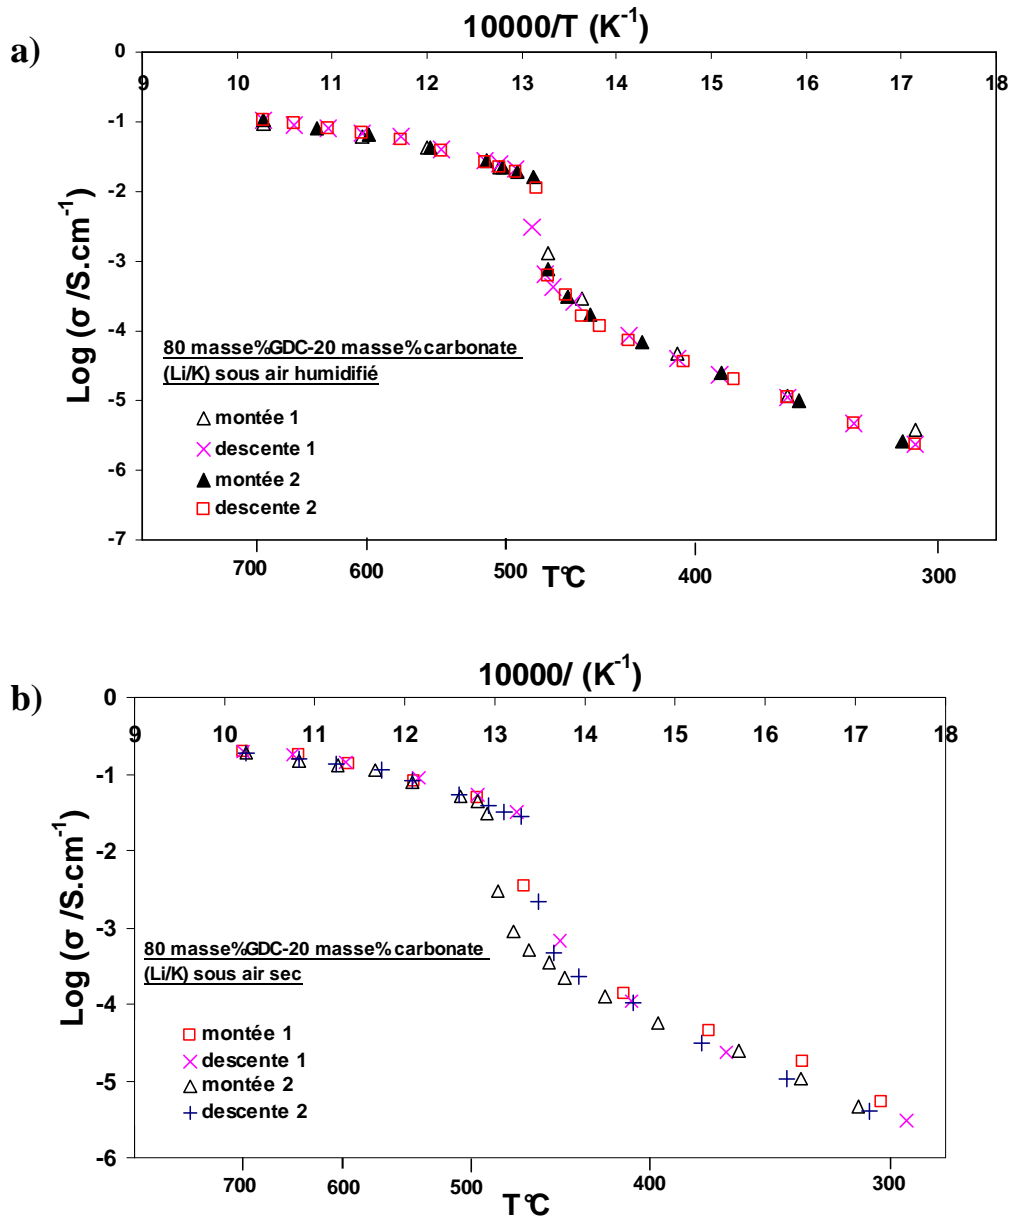 10000/T (K-1)
a)
0
9 10 11 12 13 14 15 16 17 18
-1
-2
-3
-4
-5
-6
-7
Log (σ /S.cm-1)
80 masse%GDC-20 masse% carbonate
(Li/K) sous air humidifié
montée 1
descente 1
montée 2
descente 2
700 600 500 400 300
T°C
10000/ (K-1)
b)
0
9 10 11 12 13 14 15 16 17 18
-1
-2
-3
-4
-5
-6
Log (σ /S.cm-1)
80 masse%GDC-20 masse% carbonate
(Li/K) sous air sec
montée 1
descente 1
montée 2
descente 2
700 600 500 400 300
T°C